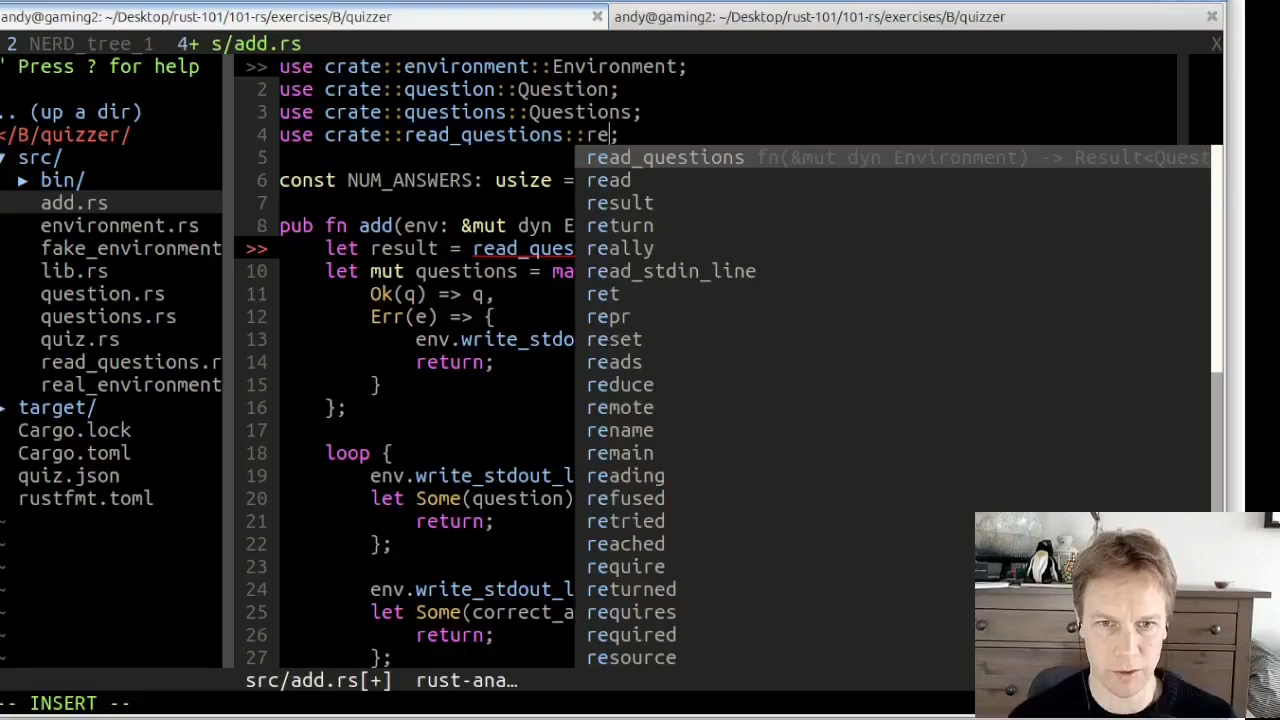 andy@gaming2: ~/Desktop/rust-101/101-rs/exercises/B/quizzer
andy@gaming2: ~/Desktop/rust-101/101-rs/exercises/B/quizzer
2 NERD_tree_1 4+ s/add.rs X
" Press ? for help
.. (up a dir)
</B/quizzer/
▼ src/
▶ bin/
add.rs
environment.rs
fake_environment
lib.rs
question.rs
questions.rs
quiz.rs
read_questions.r
real_environment
▶ target/
Cargo.lock
Cargo.toml
quiz.json
rustfmt.toml
~
~
~
~
~
~
~
>> use crate::environment::Environment;
2 use crate::question::Question;
3 use crate::questions::Questions;
4 use crate::read_questions::re;
5
6 const NUM_ANSWERS: usize =
7
8 pub fn add(env: &mut dyn E
>> let result = read_ques
10 let mut questions = ma
11 Ok(q) => q,
12 Err(e) => {
13 env.write_stdo
14 return;
15 }
16 };
17
18 loop {
19 env.write_stdout_l
20 let Some(question)
21 return;
22 };
23
24 env.write_stdout_l
25 let Some(correct_a
26 return;
27 };
read_questions fn(&mut dyn Environment) -> Result<Quest
read
result
return
really
read_stdin_line
ret
repr
reset
reads
reduce
remote
rename
remain
reading
refused
retried
reached
require
returned
requires
required
resource
src/add.rs[+] rust-ana…
-- INSERT --